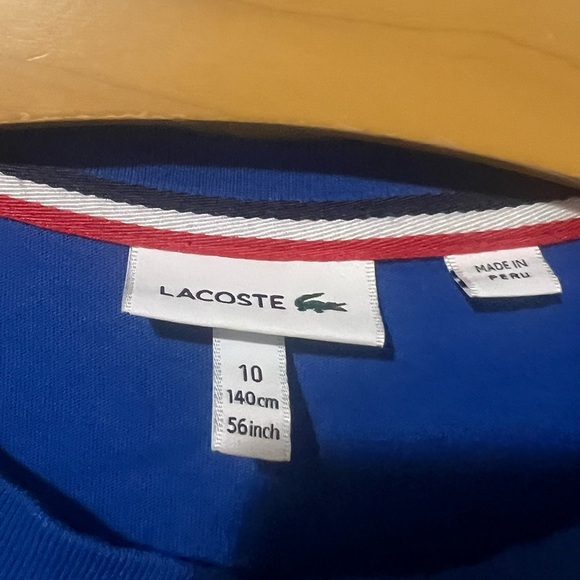 LACOSTE
MADE IN
PERU
10
140cm
56inch